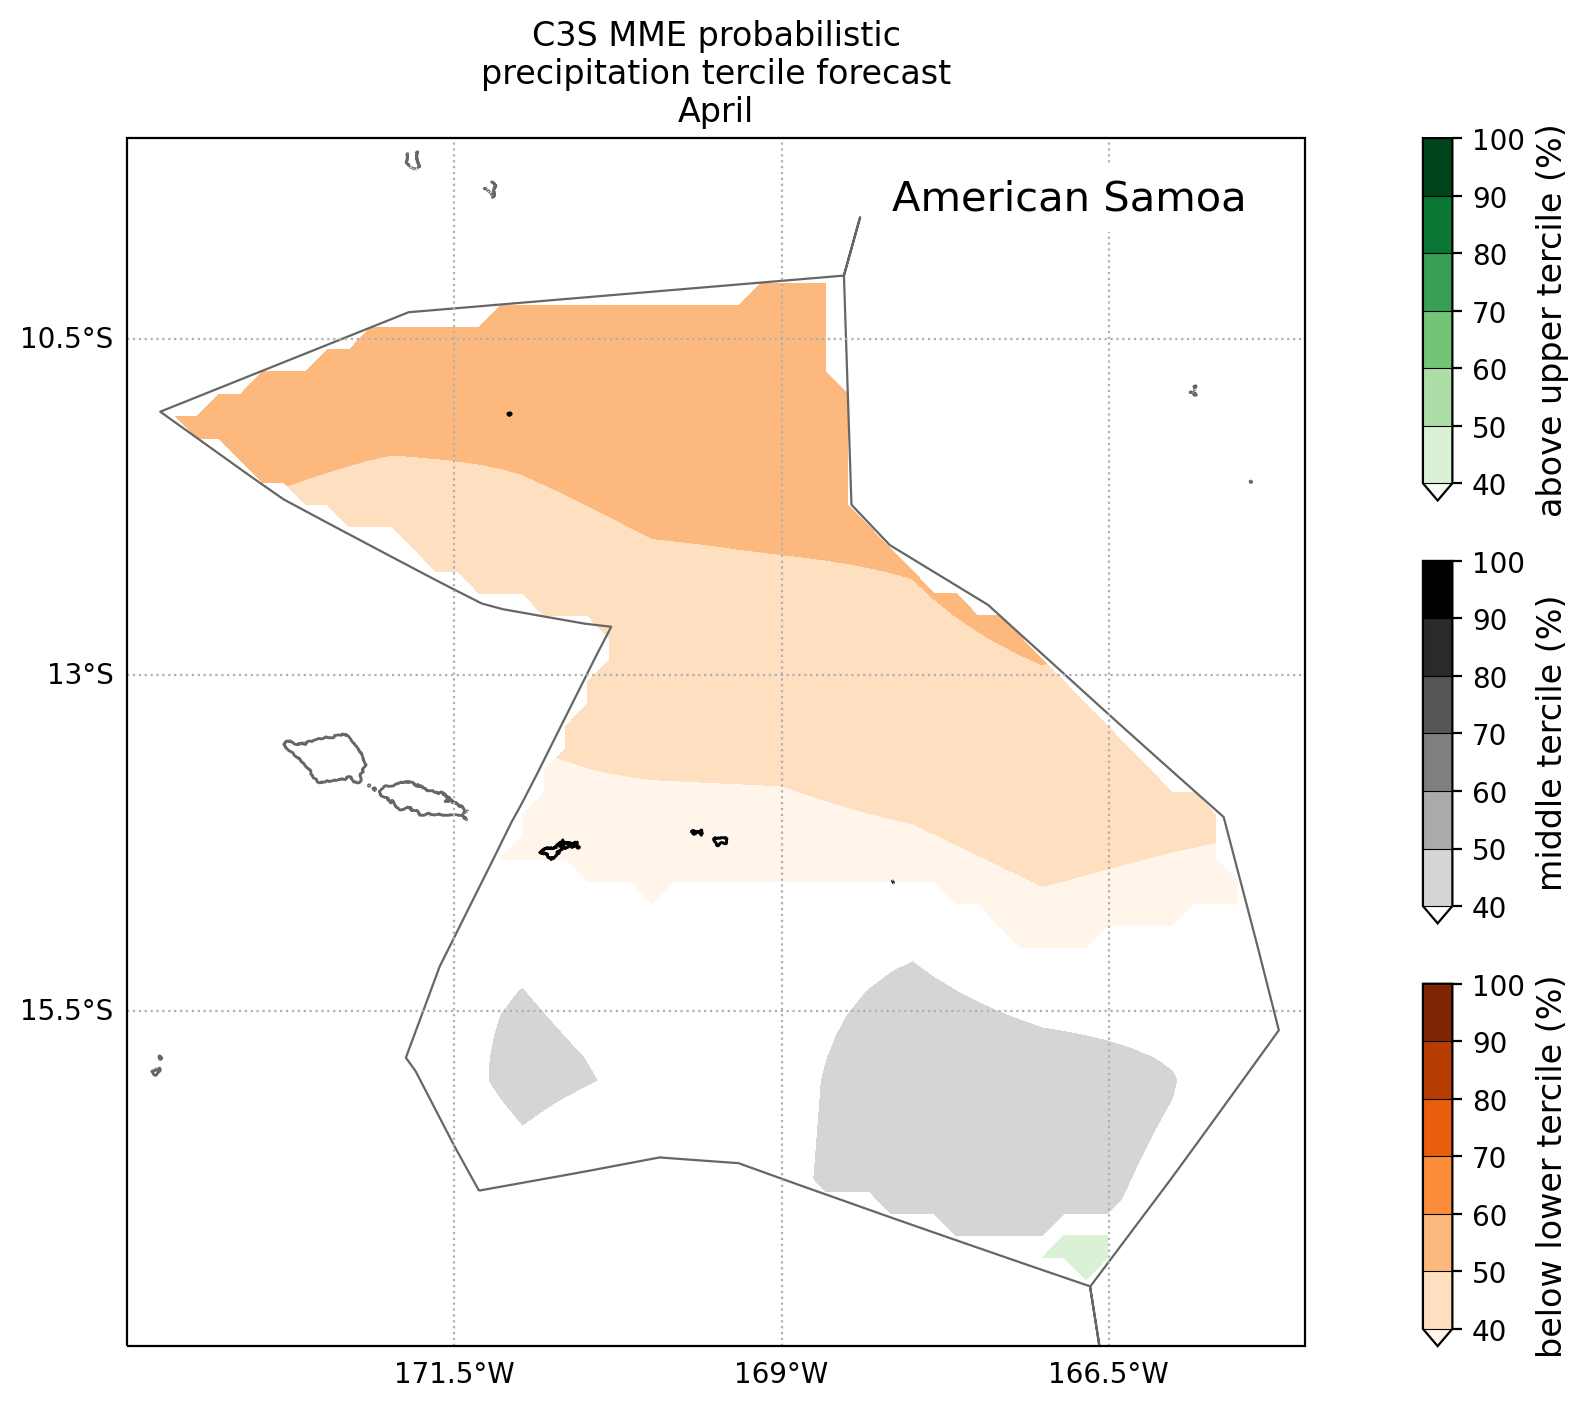 C3S MME probabilistic
precipitation tercile forecast
April
American Samoa
10.5°S
13°S
15.5°S
171.5°W
169°W
166.5°W
100
90
80
70
60
50
40
above upper tercile (%)
100
90
80
70
60
50
40
middle tercile (%)
100
90
80
70
60
50
40
below lower tercile (%)